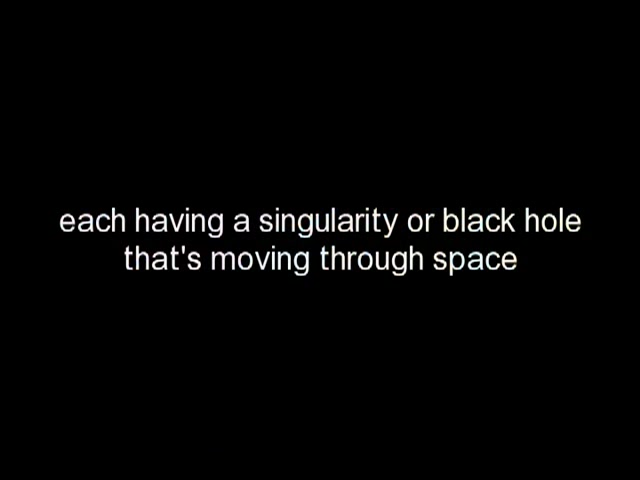 each having a singularity or black hole
that's moving through space